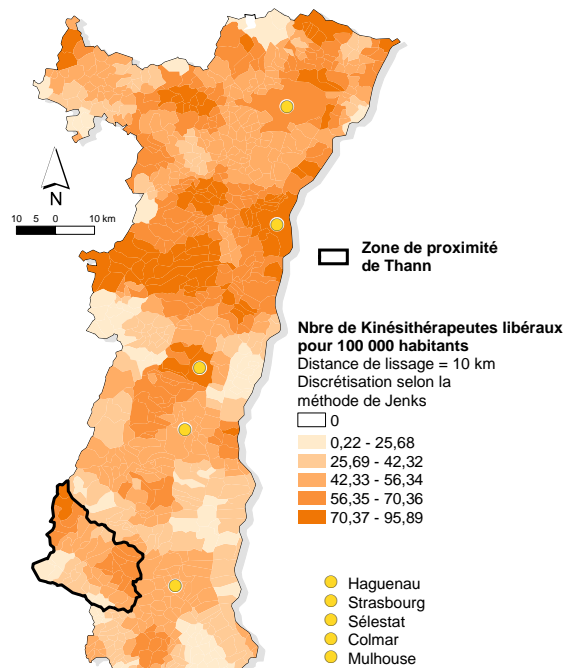 N
10 5 0 10 km
Zone de proximité
de Thann
Nbre de Kinésithérapeutes libéraux
pour 100 000 habitants
Distance de lissage = 10 km
Discrétisation selon la
méthode de Jenks
0
0,22 - 25,68
25,69 - 42,32
42,33 - 56,34
56,35 - 70,36
70,37 - 95,89
Haguenau
Strasbourg
Sélestat
Colmar
Mulhouse